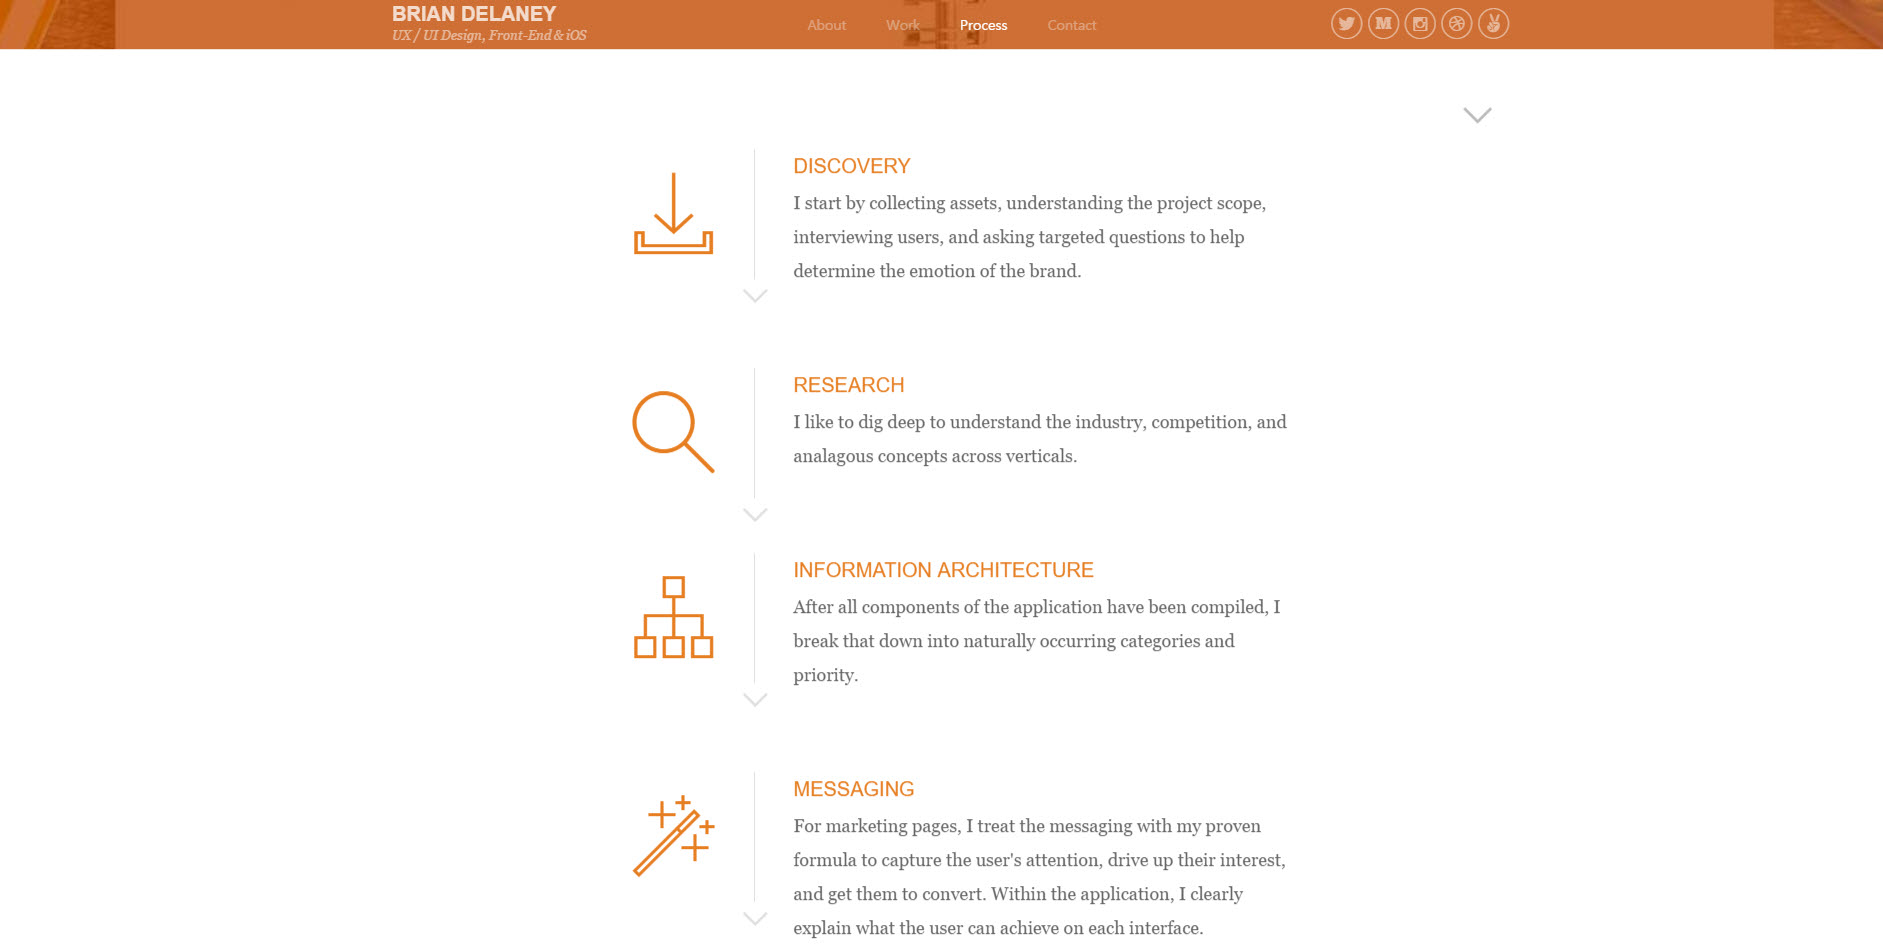 BRIAN DELANEY
UX / UI Design, Front-End & iOS
About Work Process Contact
DISCOVERY
I start by collecting assets, understanding the project scope,
interviewing users, and asking targeted questions to help
determine the emotion of the brand.
RESEARCH
I like to dig deep to understand the industry, competition, and
analagous concepts across verticals.
INFORMATION ARCHITECTURE
After all components of the application have been compiled, I
break that down into naturally occurring categories and
priority.
MESSAGING
For marketing pages, I treat the messaging with my proven
formula to capture the user's attention, drive up their interest,
and get them to convert. Within the application, I clearly
explain what the user can achieve on each interface.